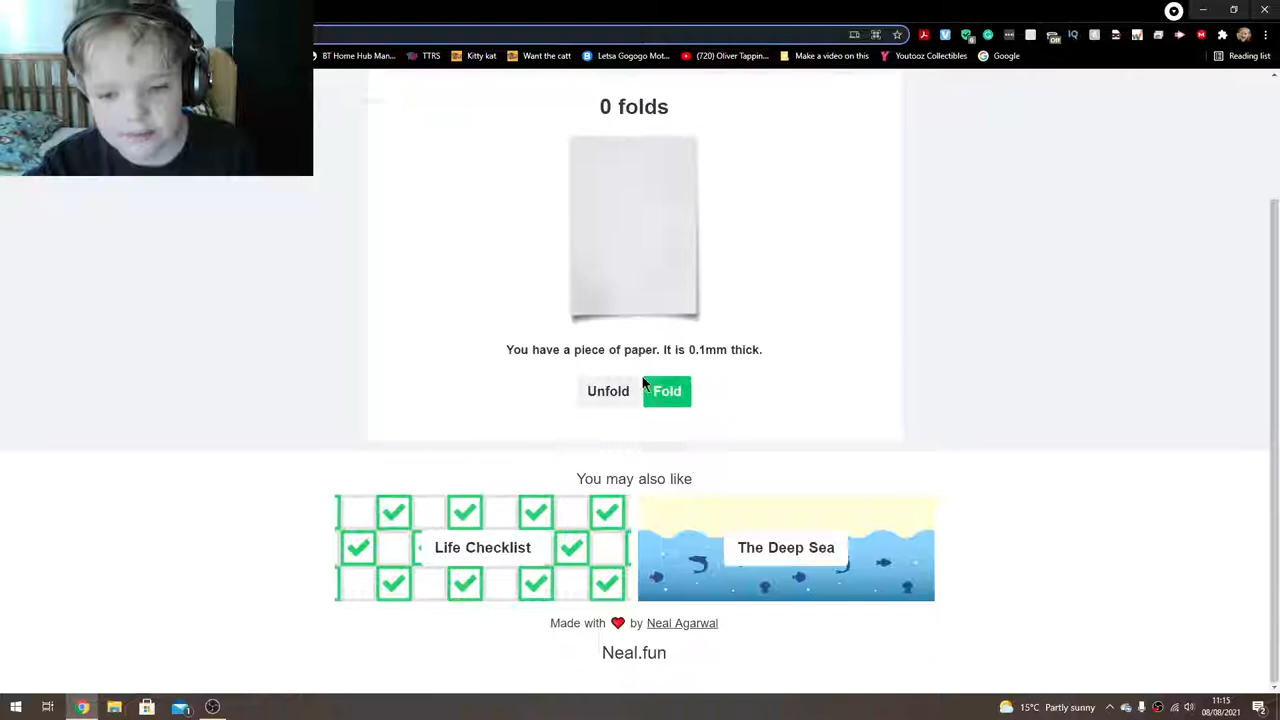 BT Home Hub Man...
TTRS
Kitty kat
Want the catt
Letsa Gogogo Mot...
(720) Oliver Tappin...
Make a video on this
Youtooz Collectibles
Google
Reading list
0 folds
You have a piece of paper. It is 0.1mm thick.
Unfold
Fold
You may also like
Life Checklist
The Deep Sea
Made with ❤ by Neal Agarwal
Neal.fun
15°C Partly sunny
11:15
08/08/2021